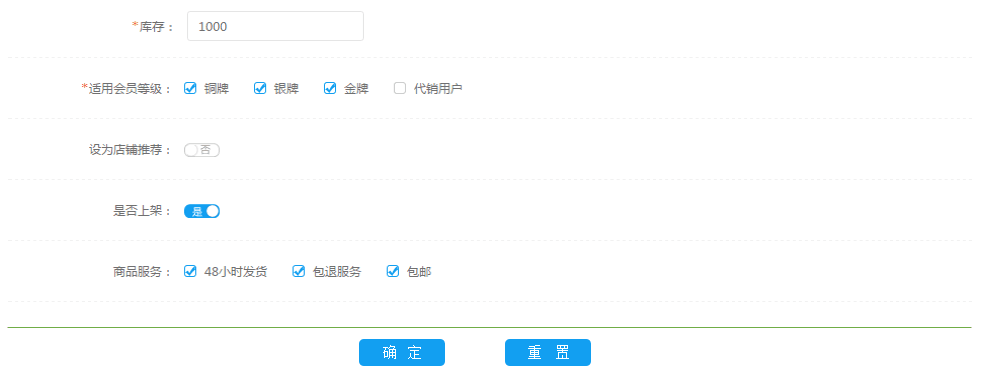 *库存： 1000
*适用会员等级： 铜牌 银牌 金牌 代销用户
设为店铺推荐： 否
是否上架： 是
商品服务： 48小时发货 包退服务 包邮
确 定 重 置